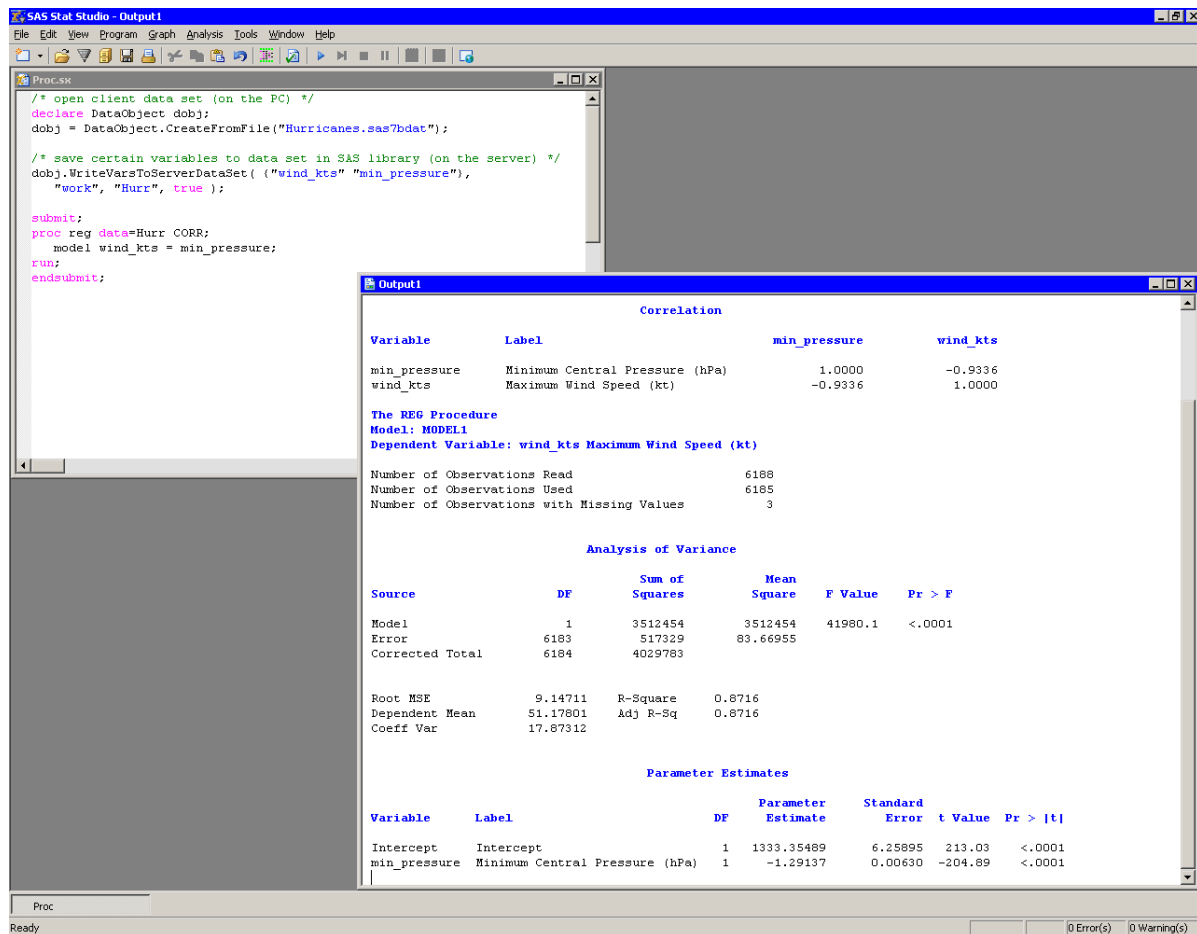 SAS Stat Studio - Output1
File Edit View Program Graph Analysis Tools Window Help
Proc.sx
/* open client data set (on the PC) */
declare DataObject dobj;
dobj = DataObject.CreateFromFile("Hurricanes.sas7bdat");
/* save certain variables to data set in SAS library (on the server) */
dobj.WriteVarsToServerDataSet( {"wind_kts" "min_pressure"},
"work", "Hurr", true );
submit;
proc reg data=Hurr CORR;
model wind_kts = min_pressure;
run;
endsubmit;
Output1
Correlation
Variable Label min_pressure wind_kts
min_pressure Minimum Central Pressure (hPa) 1.0000 -0.9336
wind_kts Maximum Wind Speed (kt) -0.9336 1.0000
The REG Procedure
Model: MODEL1
Dependent Variable: wind_kts Maximum Wind Speed (kt)
Number of Observations Read 6188
Number of Observations Used 6185
Number of Observations with Missing Values 3
Analysis of Variance
Sum of Mean
Source DF Squares Square F Value Pr > F
Model 1 3512454 3512454 41980.1 <.0001
Error 6183 517329 83.66955
Corrected Total 6184 4029783
Root MSE 9.14711 R-Square 0.8716
Dependent Mean 51.17801 Adj R-Sq 0.8716
Coeff Var 17.87312
Parameter Estimates
Parameter Standard
Variable Label DF Estimate Error t Value Pr > |t|
Intercept Intercept 1 1333.35489 6.25895 213.03 <.0001
min_pressure Minimum Central Pressure (hPa) 1 -1.29137 0.00630 -204.89 <.0001
Proc
Ready 0 Error(s) 0 Warning(s)